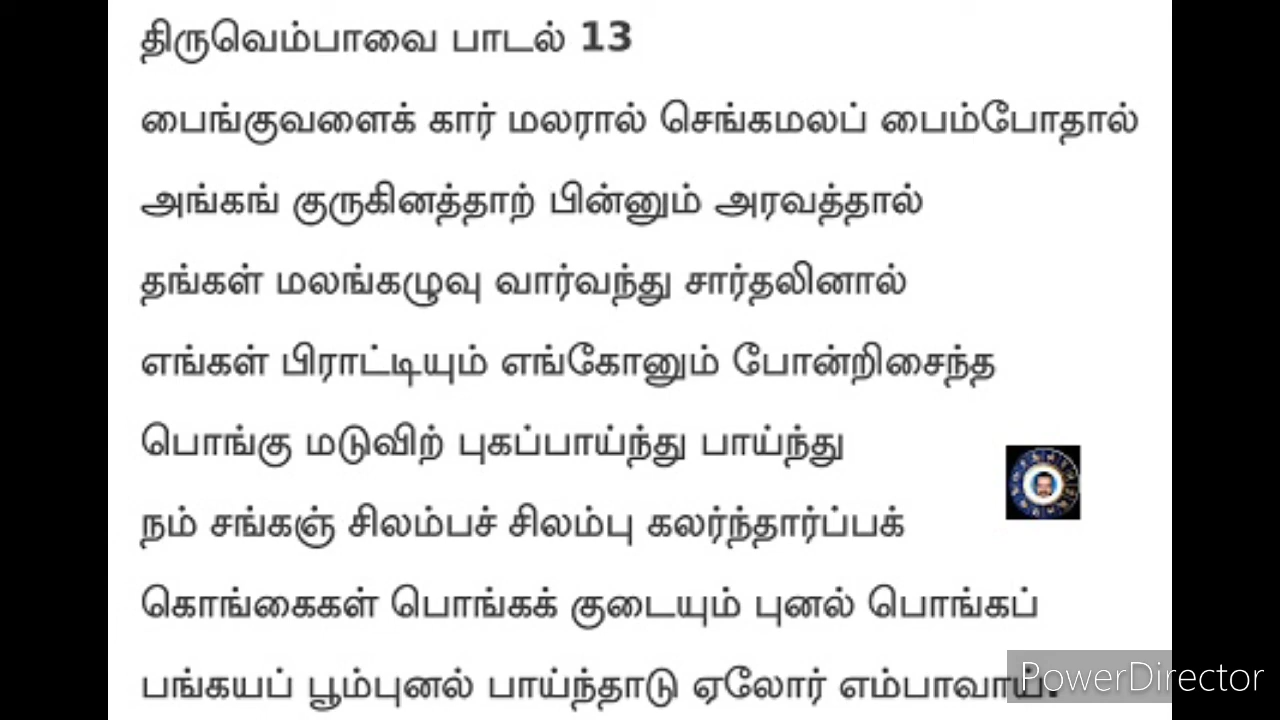 திருவெம்பாவை பாடல் 13
பைங்குவளைக் கார் மலரால் செங்கமலப் பைம்போதால்
அங்கங் குருகினத்தாற் பின்னும் அரவத்தால்
தங்கள் மலங்கழுவு வார்வந்து சார்தலினால்
எங்கள் பிராட்டியும் எங்கோனும் போன்றிசைந்த
பொங்கு மடுவிற் புகப்பாய்ந்து பாய்ந்து
நம் சங்கஞ் சிலம்பச் சிலம்பு கலர்ந்தார்ப்பக்
கொங்கைகள் பொங்கக் குடையும் புனல் பொங்கப்
பங்கயப் பூம்புனல் பாய்ந்தாடு ஏலோர் எம்பாவாய்.
PowerDirector